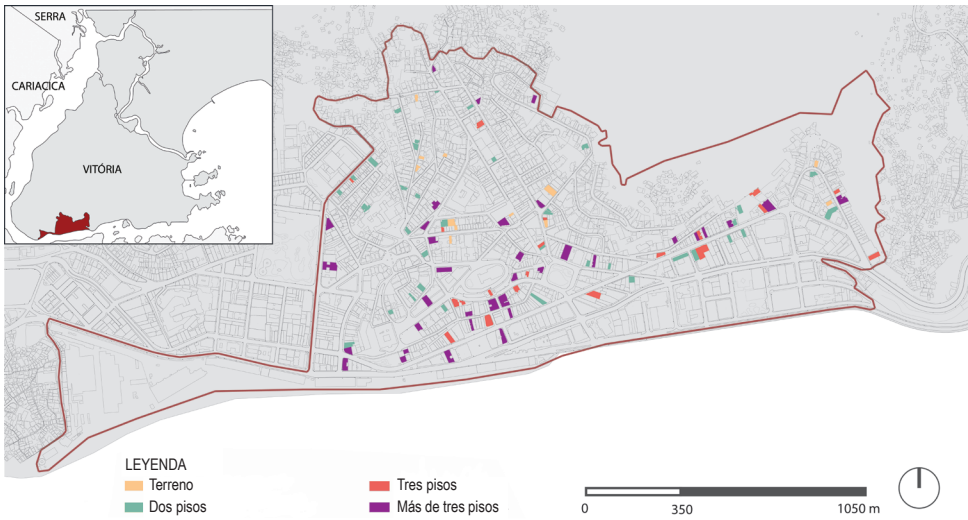 SERRA
CARIACICA
VITÓRIA
LEYENDA
Terreno
Dos pisos
Tres pisos
Más de tres pisos
0 350 1050 m